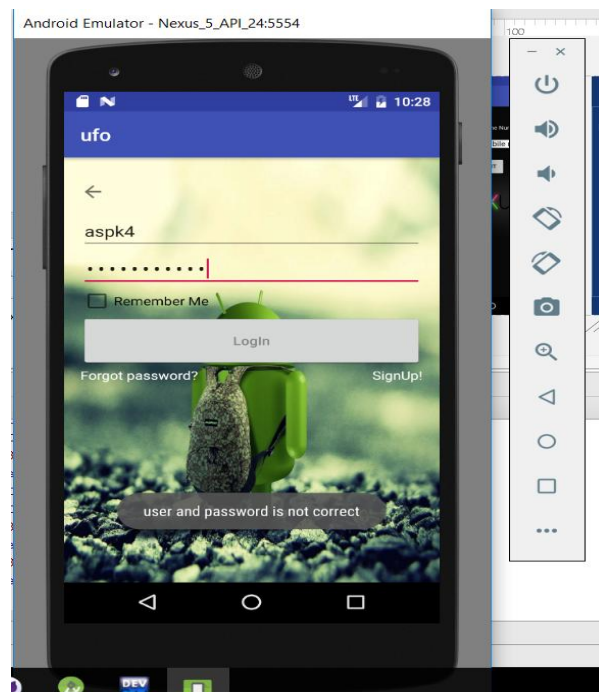 Android Emulator - Nexus_5_API_24:5554
100
LTE 10:28
ufo
aspk4
Remember Me
LogIn
Forgot password? SignUp!
user and password is not correct
DEV